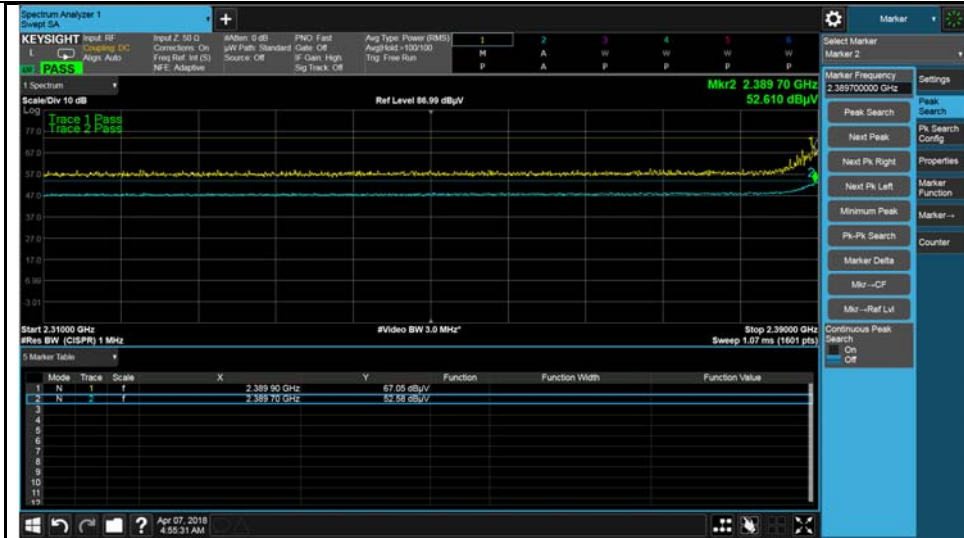 Spectrum Analyzer 1
Swept SA
+
Marker
KEYSIGHT
Input: RF
Coupling: DC
Align: Auto
Input Z: 50 Ω
Corrections: On
Freq Ref: Int (S)
NFE: Adaptive
#Atten: 0 dB
µW Path: Standard
Source: Off
PNO: Fast
Gate: Off
IF Gain: High
Sig Track: Off
Avg Type: Power (RMS)
Avg|Hold:>100/100
Trig: Free Run
1 2 3 4 5 6
M A W W W W
P A P P P P
L
PASS
1 Spectrum
Scale/Div 10 dB
Ref Level 86.99 dBµV
Mkr2 2.389 70 GHz
52.610 dBµV
Log
Trace 1 Pass
Trace 2 Pass
77.0
67.0
57.0
47.0
37.0
27.0
17.0
6.99
-3.01
1
2
Start 2.31000 GHz
#Video BW 3.0 MHz*
Stop 2.39000 GHz
#Res BW (CISPR) 1 MHz
Sweep 1.07 ms (1601 pts)
5 Marker Table
Mode Trace Scale X Y Function Function Width Function Value
1 N 1 f 2.389 90 GHz 67.05 dBµV
2 N 2 f 2.389 70 GHz 52.58 dBµV
3
4
5
6
7
8
9
10
11
12
Select Marker
Marker 2
Marker Frequency
2.389700000 GHz
Peak Search
Next Peak
Next Pk Right
Next Pk Left
Minimum Peak
Pk-Pk Search
Marker Delta
Mkr→CF
Mkr→Ref Lvl
Continuous Peak
Search
On
Off
Settings
Peak
Search
Pk Search
Config
Properties
Marker
Function
Marker→
Counter
?
Apr 07, 2018
4:55:31 AM